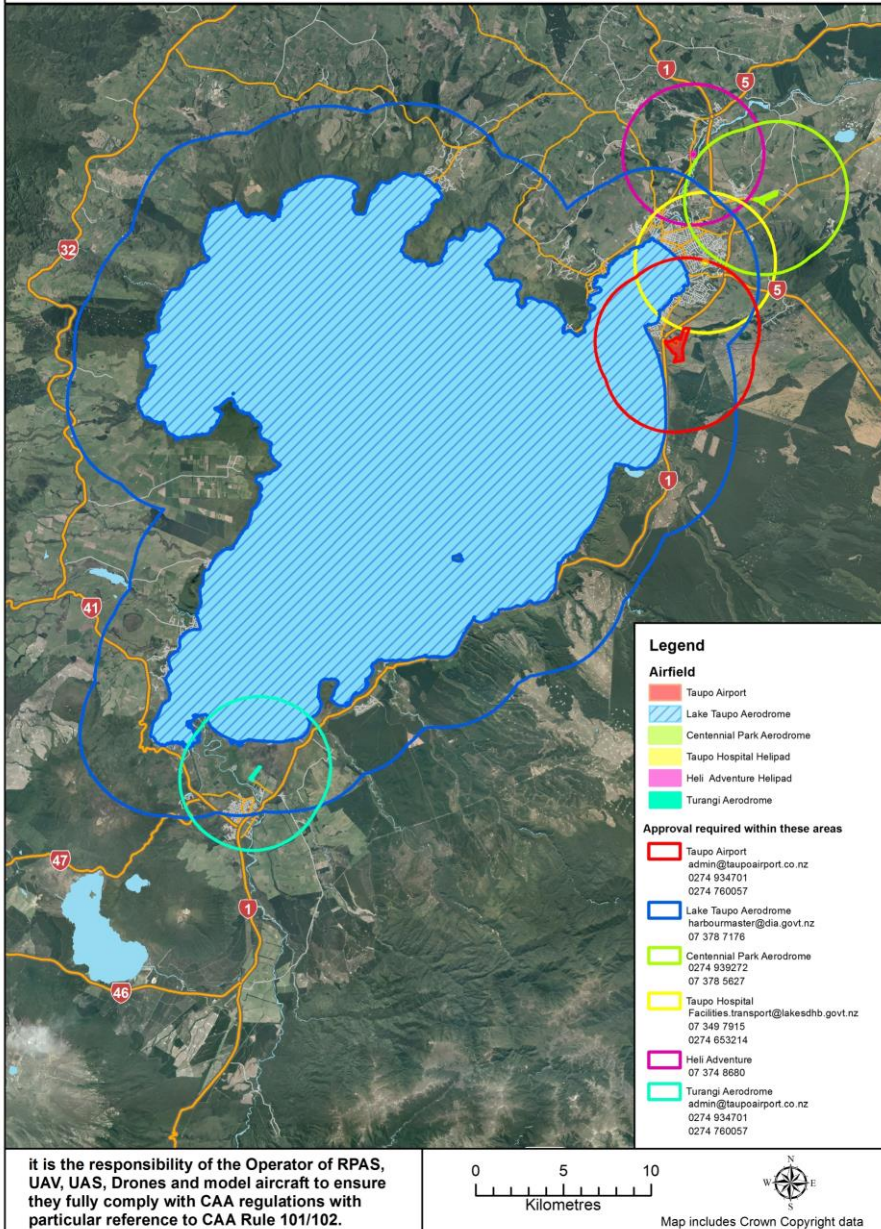 1
5
32
5
1
41
47
1
46
Legend
Airfield
Taupo Airport
Lake Taupo Aerodrome
Centennial Park Aerodrome
Taupo Hospital Helipad
Heli Adventure Helipad
Turangi Aerodrome
Approval required within these areas
Taupo Airport
admin@taupoairport.co.nz
0274 934701
0274 760057
Lake Taupo Aerodrome
harbourmaster@dia.govt.nz
07 378 7176
Centennial Park Aerodrome
0274 939272
07 378 5627
Taupo Hospital
Facilities.transport@lakesdhb.govt.nz
07 349 7915
0274 653214
Heli Adventure
07 374 8680
Turangi Aerodrome
admin@taupoairport.co.nz
0274 934701
0274 760057
it is the responsibility of the Operator of RPAS,
UAV, UAS, Drones and model aircraft to ensure
they fully comply with CAA regulations with
particular reference to CAA Rule 101/102.
0 5 10
Kilometres
N
W E
S
Map includes Crown Copyright data